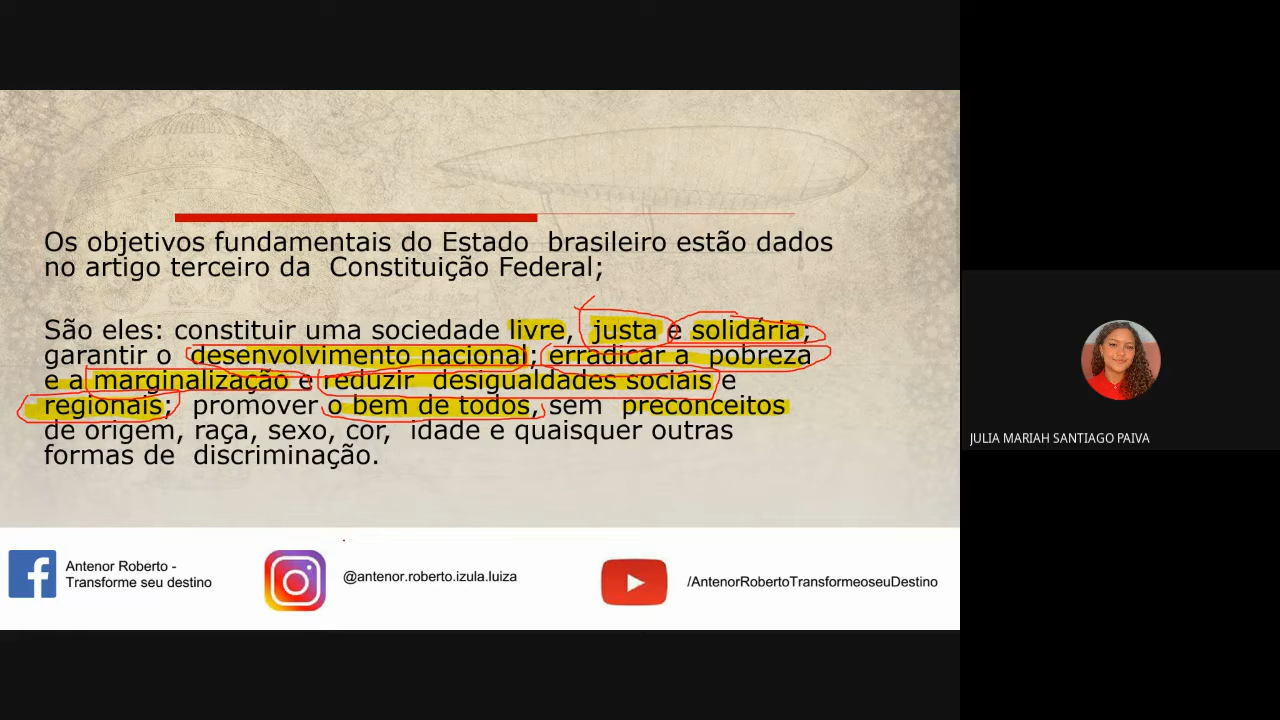 Os objetivos fundamentais do Estado brasileiro estão dados
no artigo terceiro da Constituição Federal;
São eles: constituir uma sociedade livre, justa e solidária;
garantir o desenvolvimento nacional; erradicar a pobreza
e a marginalização e reduzir desigualdades sociais e
regionais; promover o bem de todos, sem preconceitos
de origem, raça, sexo, cor, idade e quaisquer outras
formas de discriminação.
JULIA MARIAH SANTIAGO PAIVA
Antenor Roberto -
Transforme seu destino
@antenor.roberto.izula.luiza
/AntenorRobertoTransformeoseuDestino